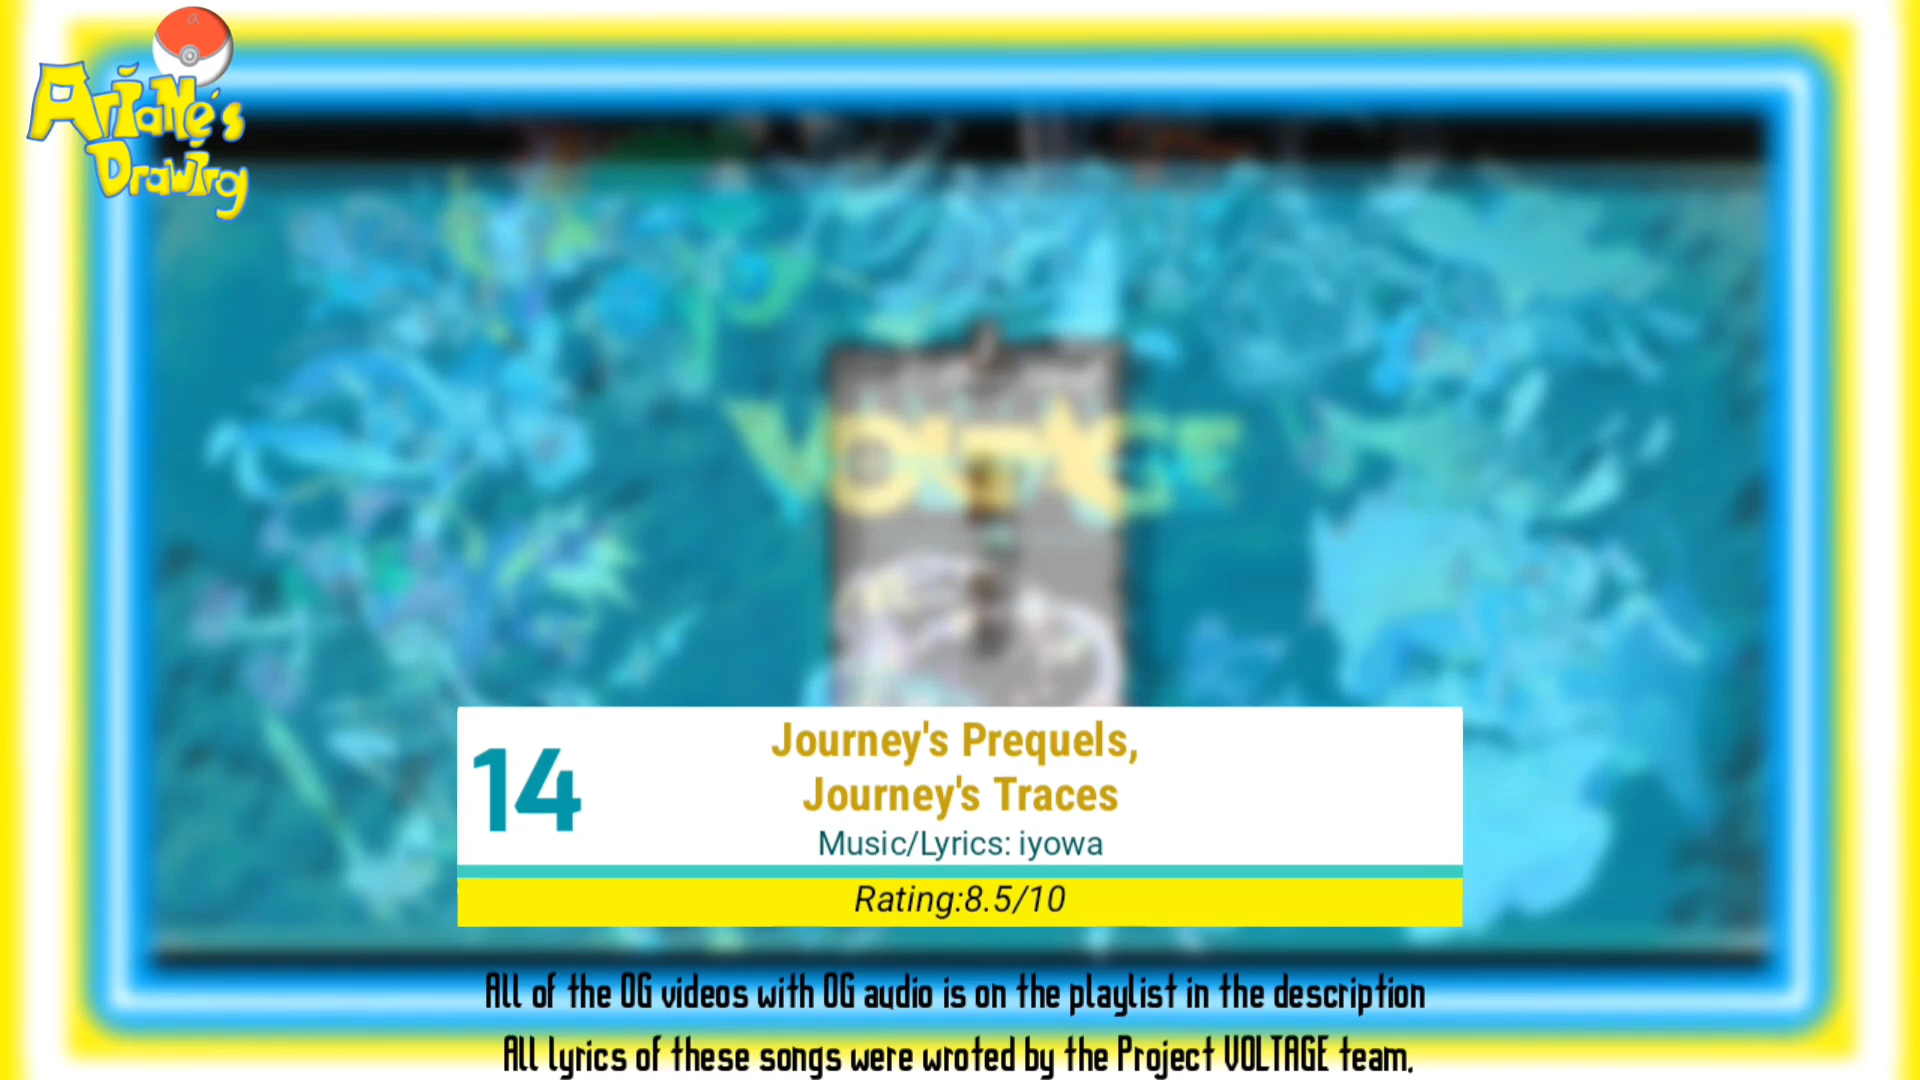 Ariane's
Drawing
VOLTAGE
14
Journey's Prequels,
Journey's Traces
Music/Lyrics: iyowa
Rating:8.5/10
All of the OG videos with OG audio is on the playlist in the description
All lyrics of these songs were wroted by the Project VOLTAGE team.